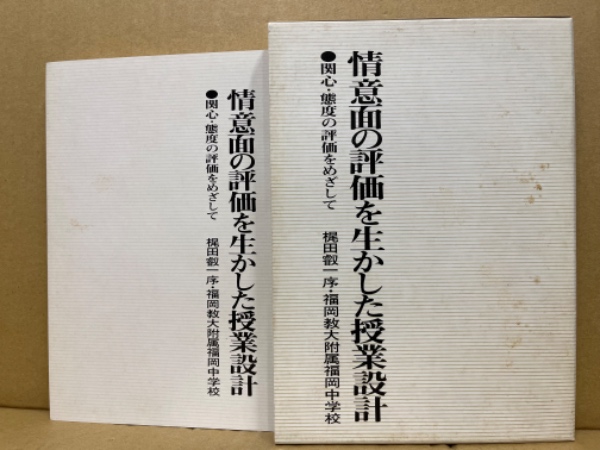 情意面の評価を生かした授業設計
●関心・態度の評価をめざして
梶田叡一序・福岡教大附属福岡中学校
情意面の評価を生かした授業設計
●関心・態度の評価をめざして
梶田叡一序・福岡教大附属福岡中学校